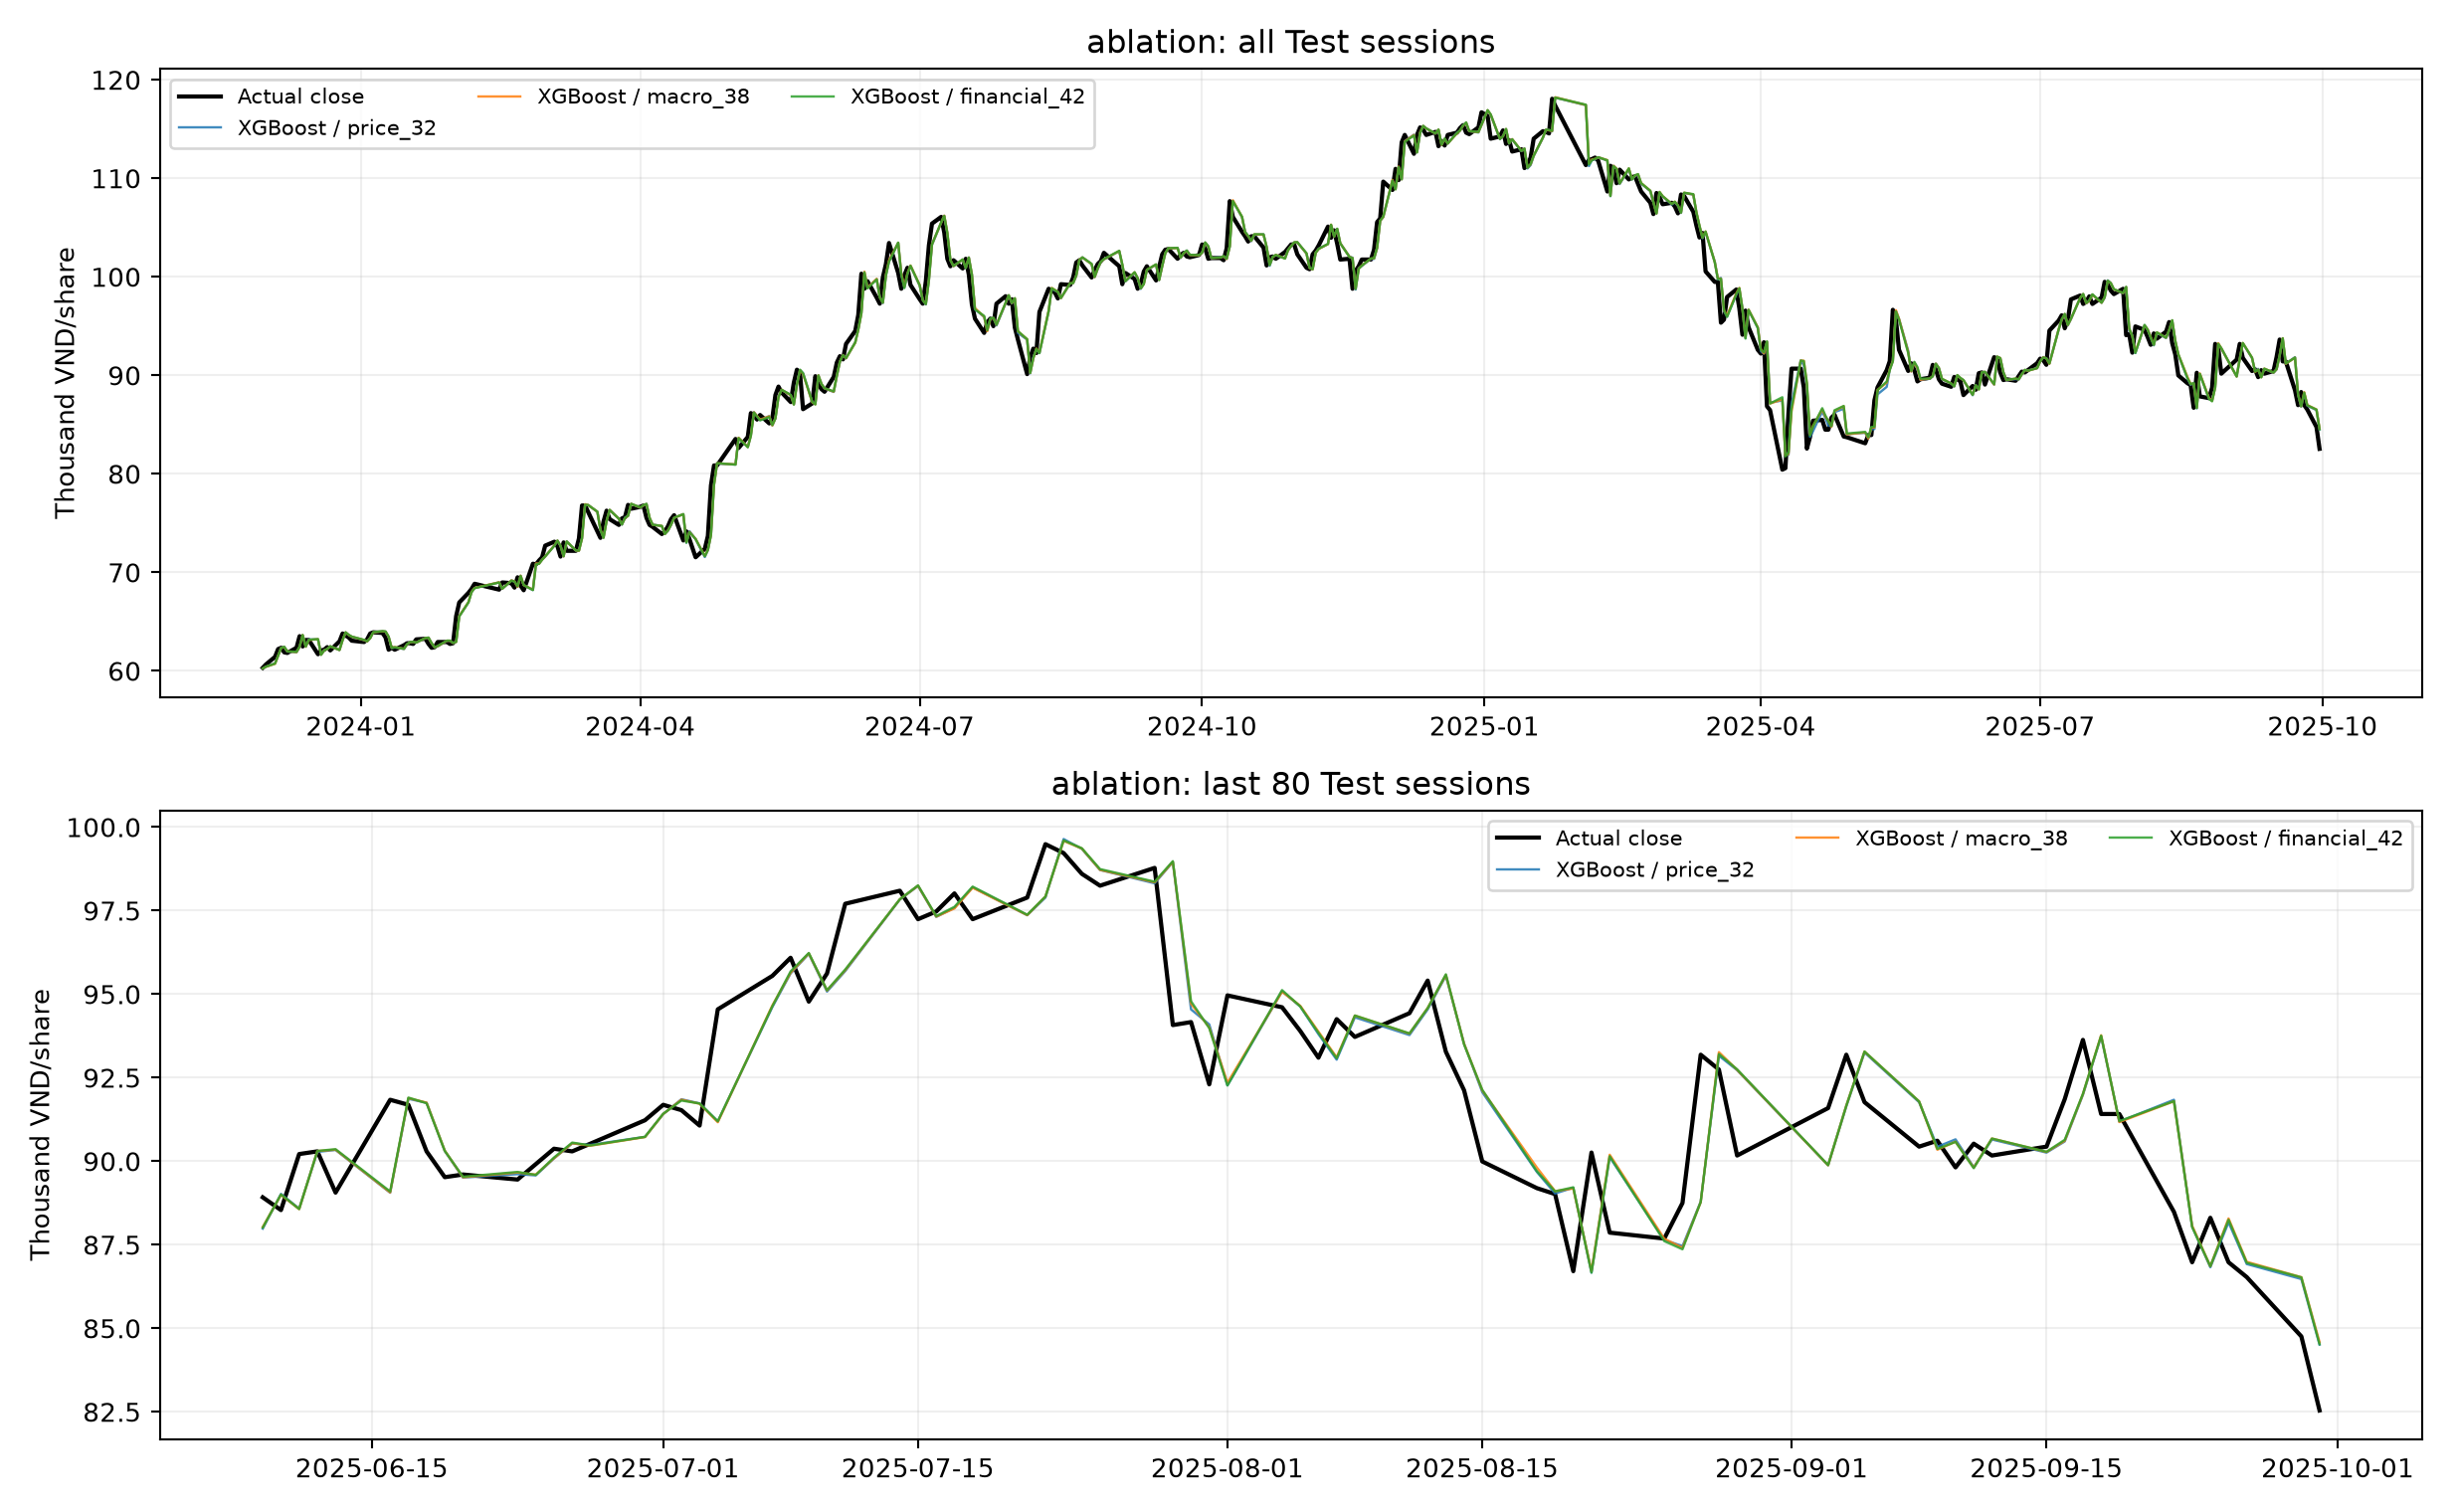 ablation: all Test sessions
Thousand VND/share
120
110
100
90
80
70
60
Actual close
XGBoost / price_32
XGBoost / macro_38
XGBoost / financial_42
2024-01 2024-04 2024-07 2024-10 2025-01 2025-04 2025-07 2025-10
ablation: last 80 Test sessions
Thousand VND/share
100.0
97.5
95.0
92.5
90.0
87.5
85.0
82.5
Actual close
XGBoost / price_32
XGBoost / macro_38
XGBoost / financial_42
2025-06-15 2025-07-01 2025-07-15 2025-08-01 2025-08-15 2025-09-01 2025-09-15 2025-10-01